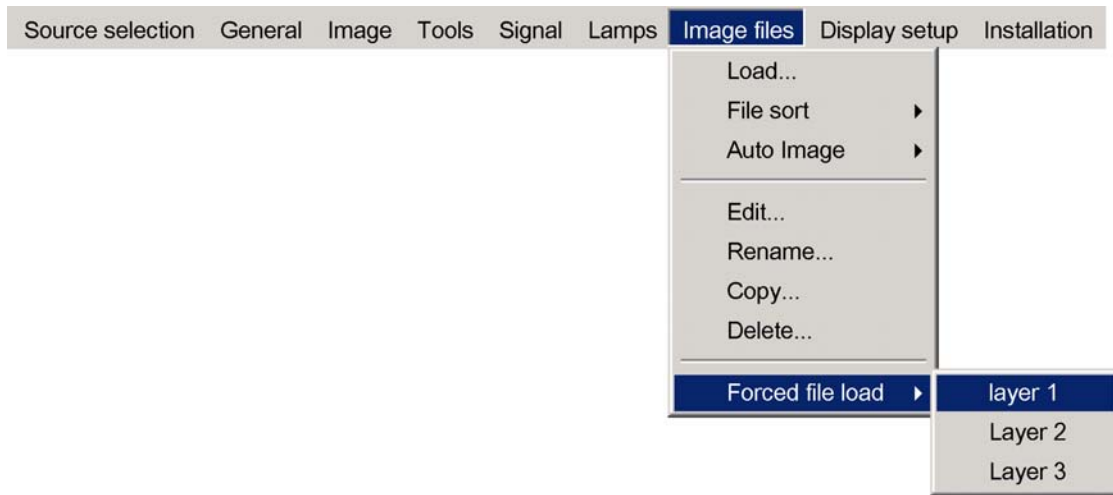 Source selection General Image Tools Signal Lamps Image files Display setup Installation
Load...
File sort
Auto Image
Edit...
Rename...
Copy...
Delete...
Forced file load
layer 1
Layer 2
Layer 3